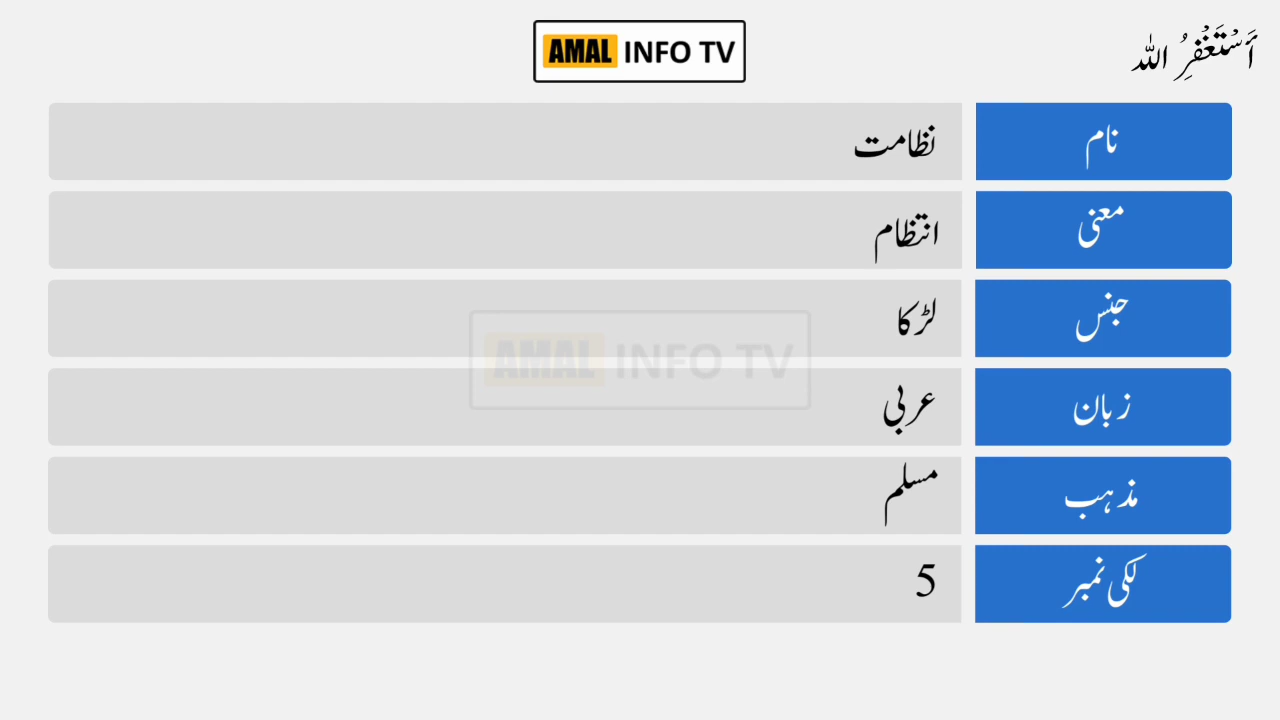 AMAL INFO TV
أَسْتَغْفِرُ اللہ
نام نظامت
معنی انتظام
جنس لڑکا
زبان عربی
مذہب مسلم
لکی نمبر 5
AMAL INFO TV